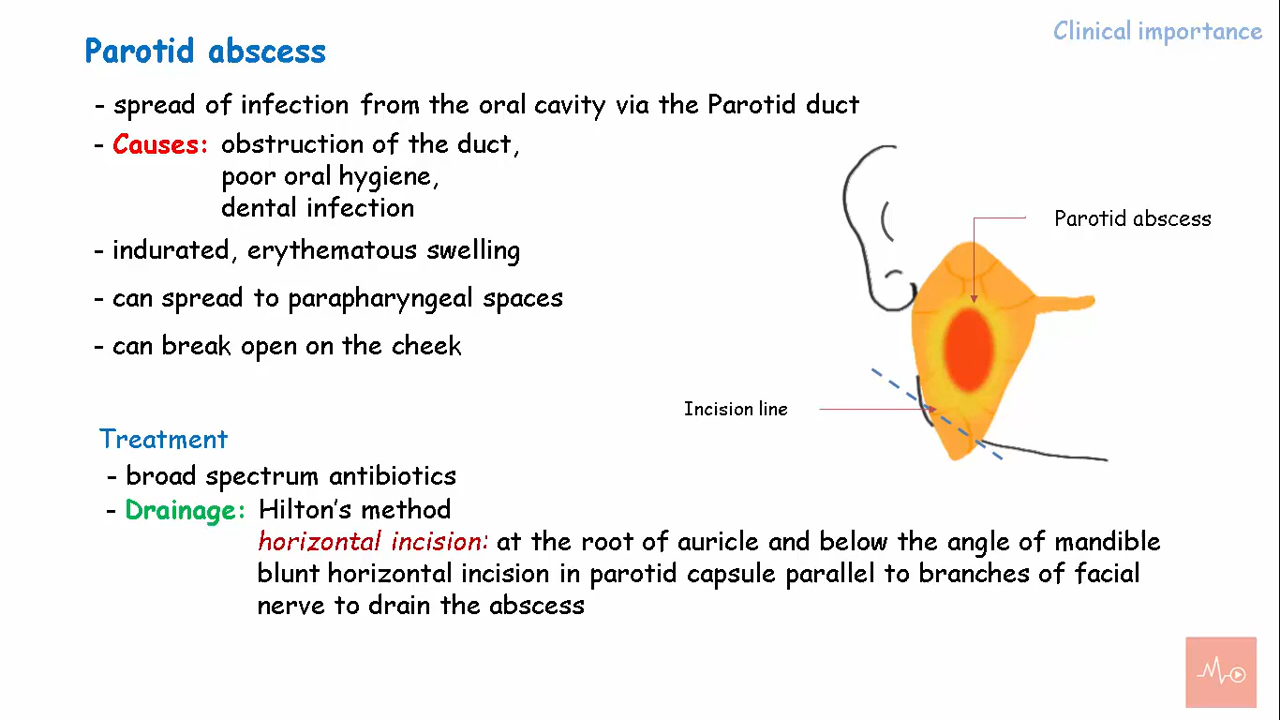 Clinical importance
Parotid abscess
- spread of infection from the oral cavity via the Parotid duct
- Causes: obstruction of the duct,
poor oral hygiene,
dental infection
- indurated, erythematous swelling
- can spread to parapharyngeal spaces
- can break open on the cheek
Parotid abscess
Incision line
Treatment
- broad spectrum antibiotics
- Drainage: Hilton's method
horizontal incision: at the root of auricle and below the angle of mandible
blunt horizontal incision in parotid capsule parallel to branches of facial
nerve to drain the abscess